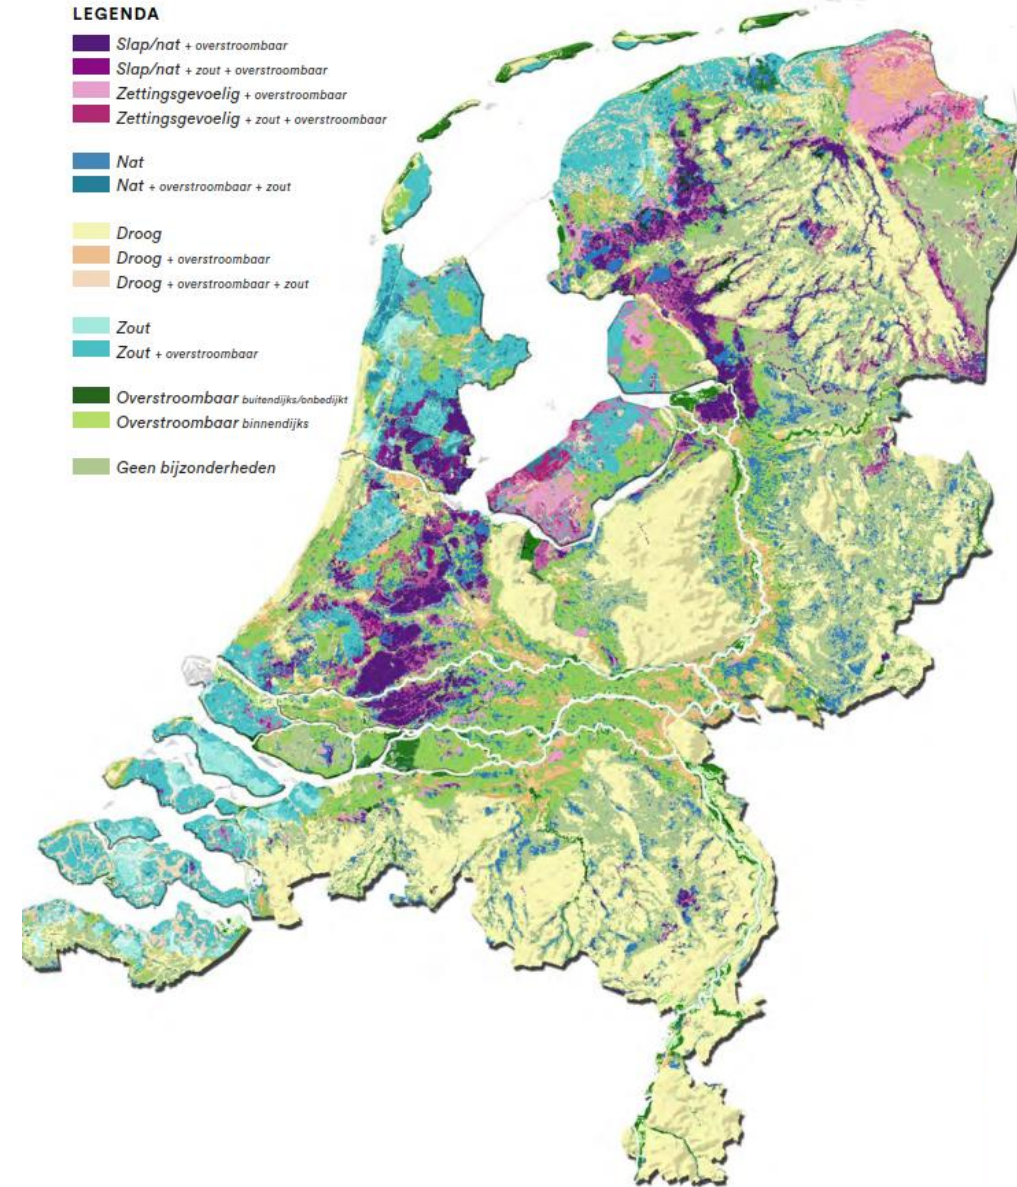 LEGENDA
Slap/nat + overstroombaar
Slap/nat + zout + overstroombaar
Zettingsgevoelig + overstroombaar
Zettingsgevoelig + zout + overstroombaar
Nat
Nat + overstroombaar + zout
Droog
Droog + overstroombaar
Droog + overstroombaar + zout
Zout
Zout + overstroombaar
Overstroombaar buitendijks/onbedijkt
Overstroombaar binnendijks
Geen bijzonderheden